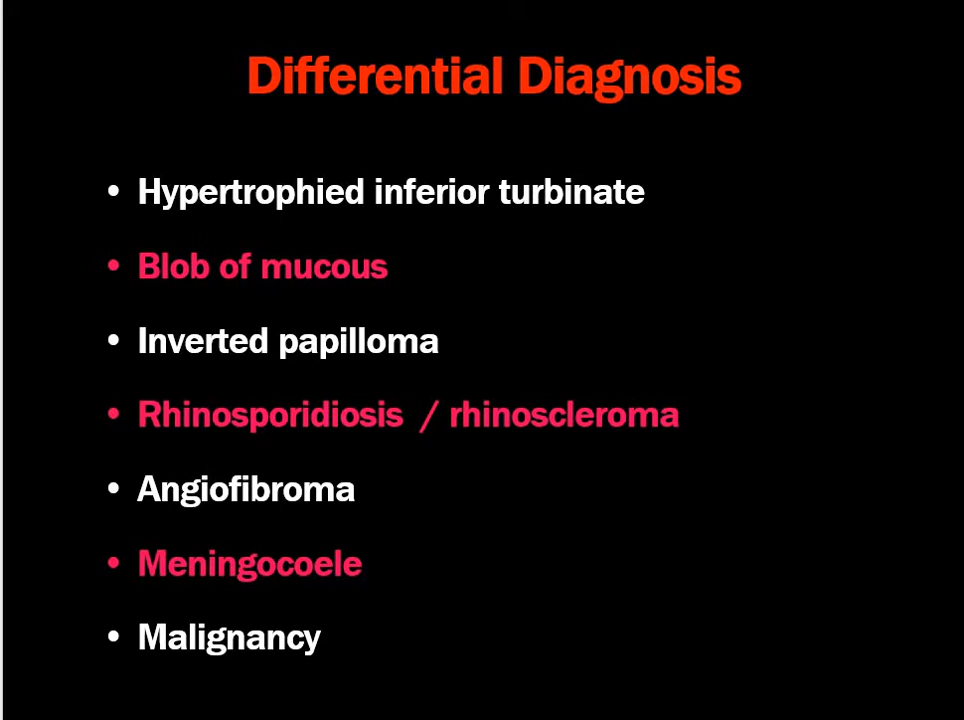 Differential Diagnosis
• Hypertrophied inferior turbinate
• Blob of mucous
• Inverted papilloma
• Rhinosporidiosis / rhinoscleroma
• Angiofibroma
• Meningocoele
• Malignancy